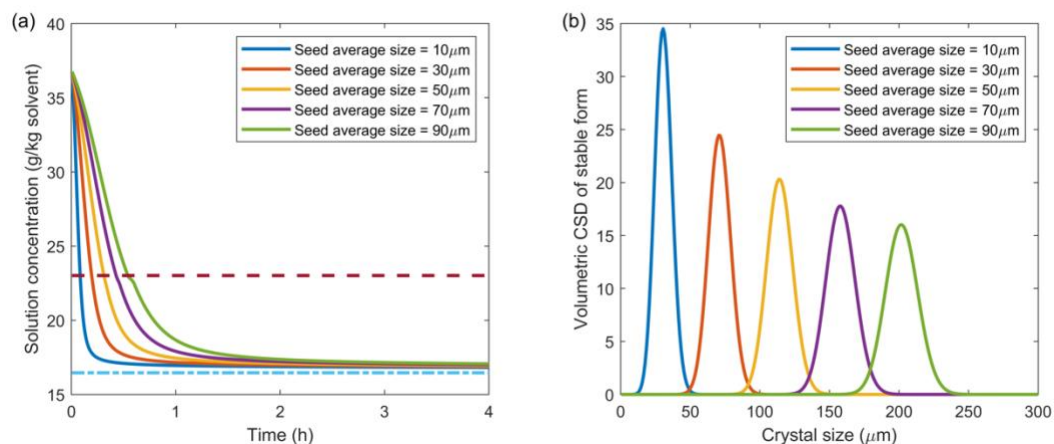 (a)
Solution concentration (g/kg solvent)
40
35
30
25
20
15
Seed average size = 10μm
Seed average size = 30μm
Seed average size = 50μm
Seed average size = 70μm
Seed average size = 90μm
0 1 2 3 4
Time (h)
(b)
Volumetric CSD of stable form
35
30
25
20
15
10
5
0
Seed average size = 10μm
Seed average size = 30μm
Seed average size = 50μm
Seed average size = 70μm
Seed average size = 90μm
0 50 100 150 200 250 300
Crystal size (μm)